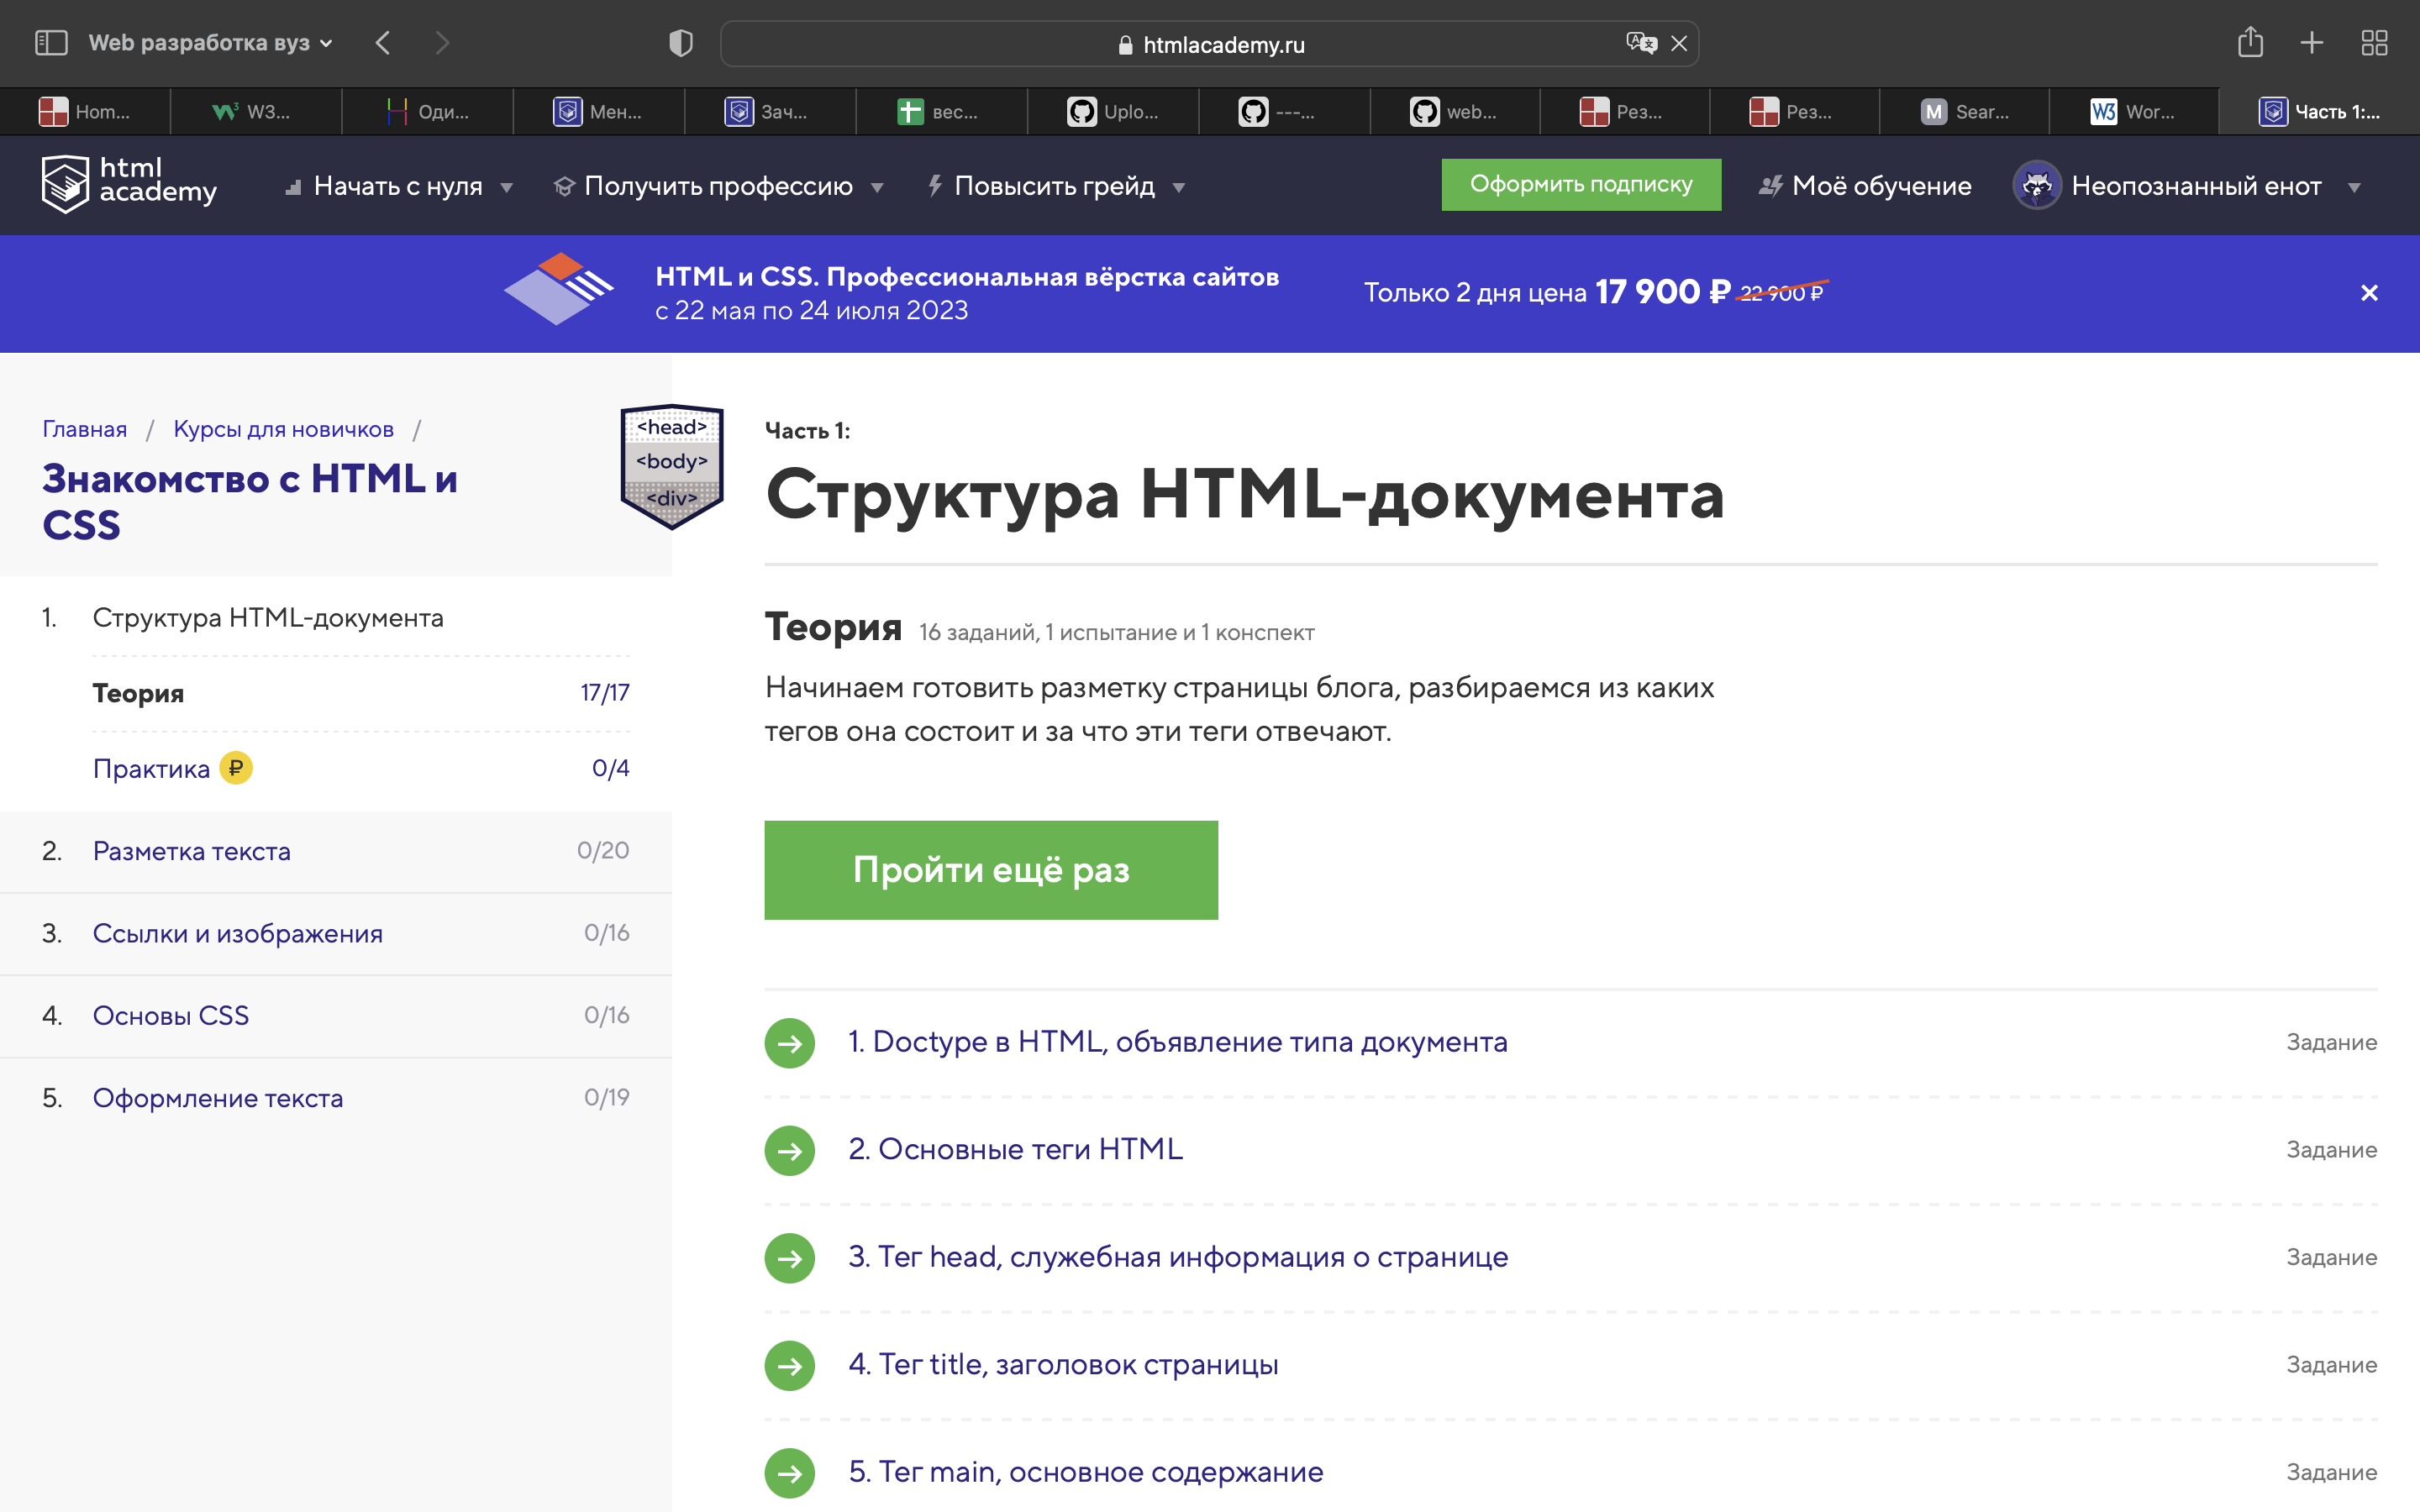 Web разработка вуз
htmlacademy.ru
Hom...
W3...
Оди...
Мен...
Зач...
вес...
Uplo...
---...
web...
Рез...
Рез...
M Sear...
W3 Wor...
Часть 1:...
html academy
Начать с нуля
Получить профессию
Повысить грейд
Оформить подписку
Моё обучение
Неопознанный енот
HTML и CSS. Профессиональная вёрстка сайтов
с 22 мая по 24 июля 2023
Только 2 дня цена 17 900 ₽ 22 900 ₽
Главная / Курсы для новичков /
Знакомство с HTML и
CSS
<head>
<body>
<div>
1. Структура HTML-документа
Теория 17/17
Практика ₽ 0/4
2. Разметка текста 0/20
3. Ссылки и изображения 0/16
4. Основы CSS 0/16
5. Оформление текста 0/19
Часть 1:
Структура HTML-документа
Теория 16 заданий, 1 испытание и 1 конспект
Начинаем готовить разметку страницы блога, разбираемся из каких
тегов она состоит и за что эти теги отвечают.
Пройти ещё раз
1. Doctype в HTML, объявление типа документа Задание
2. Основные теги HTML Задание
3. Тег head, служебная информация о странице Задание
4. Тег title, заголовок страницы Задание
5. Тег main, основное содержание Задание